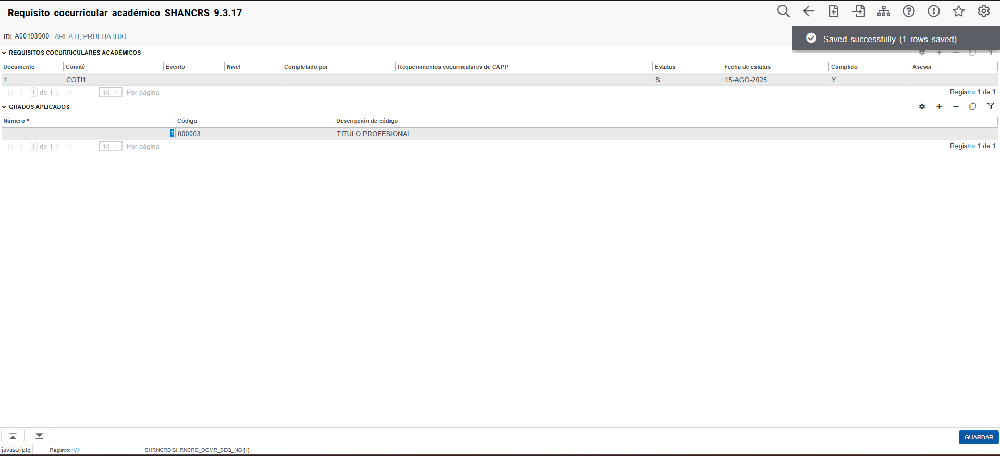 Requisito cocurricular académico SHANCRS 9.3.17
ID: A00193900 AREA B, PRUEBA IBIO
Saved successfully (1 rows saved)
REQUISITOS COCURRICULARES ACADÉMICOS
Documento Comité Evento Nivel Completado por Requerimientos cocurriculares de CAPP Estatus Fecha de estatus Cumplido Asesor
1 COTI1 S 15-AGO-2025 Y
1 de 1 10 Por página Registro 1 de 1
GRADOS APLICADOS
Número * Código Descripción de código
1 000003 TITULO PROFESIONAL
1 de 1 10 Por página Registro 1 de 1
GUARDAR
javascript:; Registro: 1/1 SHRNCRD.SHRNCRD_DGMR_SEQ_NO [1]